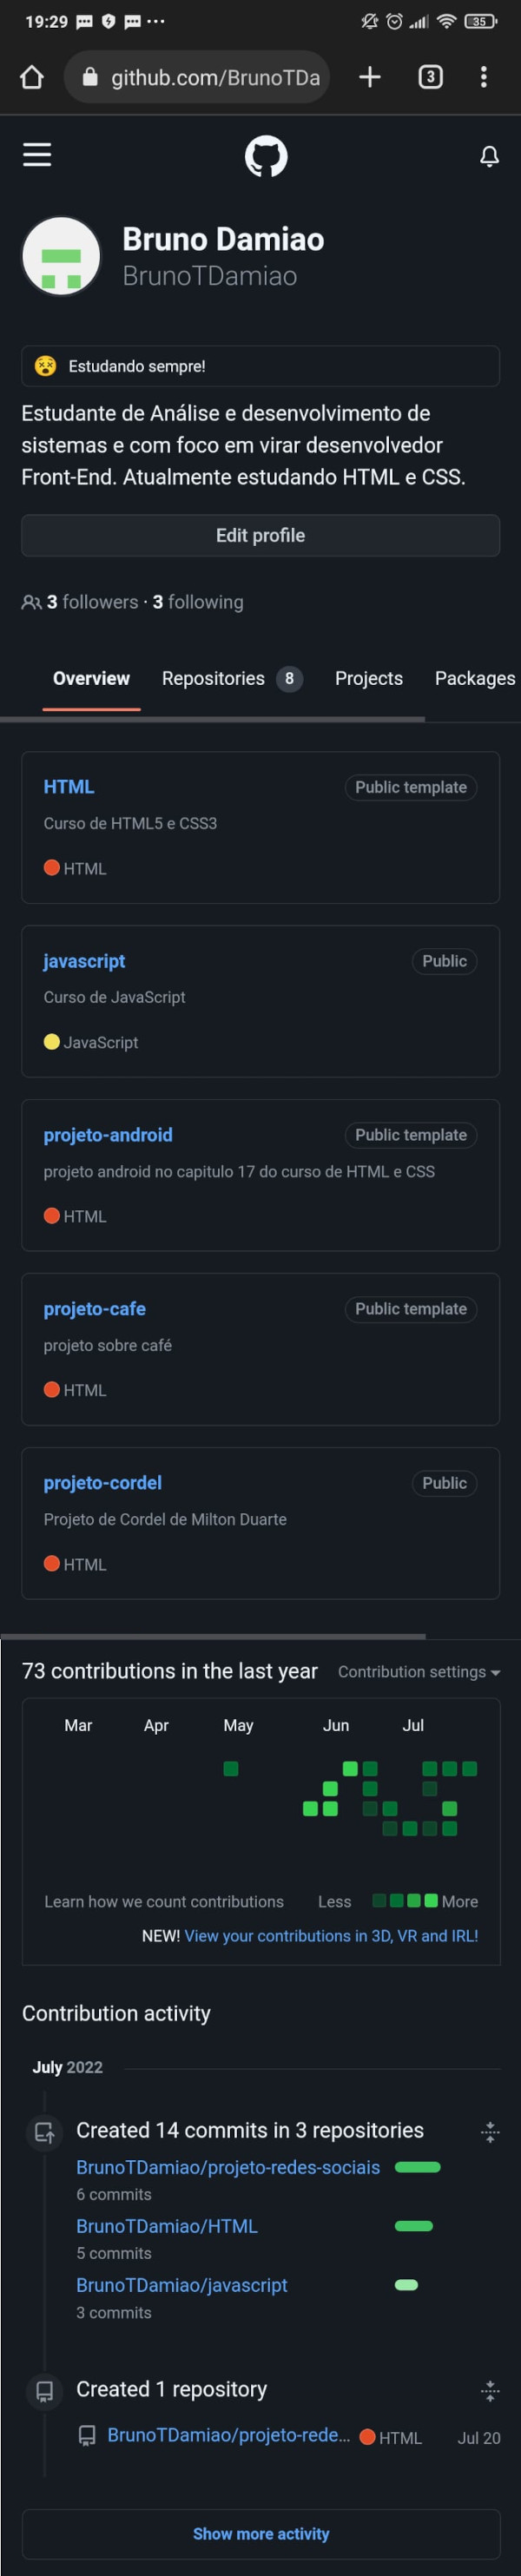 19:29
35
github.com/BrunoTDa
3
Bruno Damiao
BrunoTDamiao
Estudando sempre!
Estudante de Análise e desenvolvimento de
sistemas e com foco em virar desenvolvedor
Front-End. Atualmente estudando HTML e CSS.
Edit profile
3 followers · 3 following
Overview Repositories 8 Projects Packages
HTML Public template
Curso de HTML5 e CSS3
HTML
javascript Public
Curso de JavaScript
JavaScript
projeto-android Public template
projeto android no capitulo 17 do curso de HTML e CSS
HTML
projeto-cafe Public template
projeto sobre café
HTML
projeto-cordel Public
Projeto de Cordel de Milton Duarte
HTML
73 contributions in the last year Contribution settings
Mar Apr May Jun Jul
Learn how we count contributions Less More
NEW! View your contributions in 3D, VR and IRL!
Contribution activity
July 2022
Created 14 commits in 3 repositories
BrunoTDamiao/projeto-redes-sociais
6 commits
BrunoTDamiao/HTML
5 commits
BrunoTDamiao/javascript
3 commits
Created 1 repository
BrunoTDamiao/projeto-rede... HTML Jul 20
Show more activity